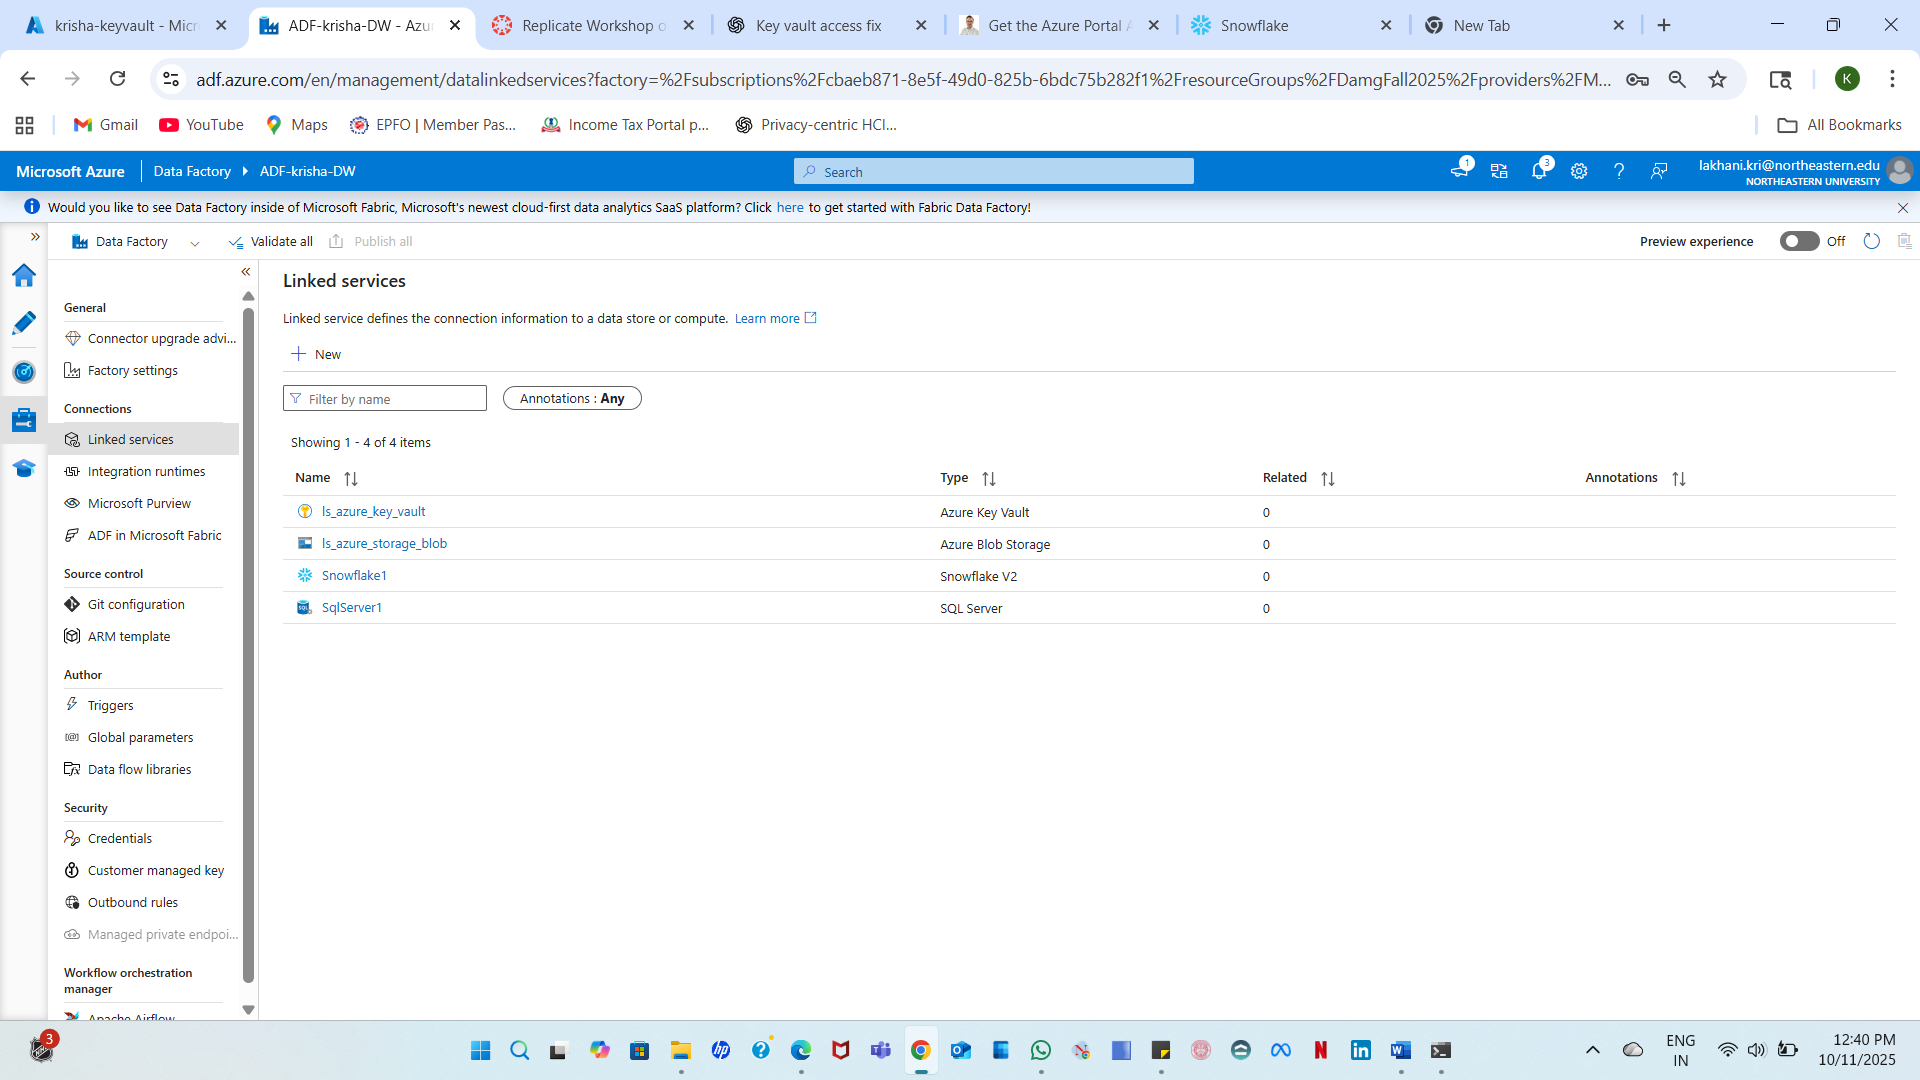 krisha-keyvault - Micr
ADF-krisha-DW - Azur
Replicate Workshop o
Key vault access fix
Get the Azure Portal A
Snowflake
New Tab
adf.azure.com/en/management/datalinkedservices?factory=%2Fsubscriptions%2Fcbaeb871-8e5f-49d0-825b-6bdc75b282f1%2FresourceGroups%2FDamgFall2025%2Fproviders%2FM...
K
Gmail
YouTube
Maps
EPFO | Member Pas...
Income Tax Portal p...
Privacy-centric HCI...
All Bookmarks
Microsoft Azure
Data Factory
ADF-krisha-DW
Search
1
3
lakhani.kri@northeastern.edu
NORTHEASTERN UNIVERSITY
Would you like to see Data Factory inside of Microsoft Fabric, Microsoft's newest cloud-first data analytics SaaS platform? Click here to get started with Fabric Data Factory!
Data Factory
Validate all
Publish all
Preview experience
Off
General
Connector upgrade advi...
Factory settings
Connections
Linked services
Integration runtimes
Microsoft Purview
ADF in Microsoft Fabric
Source control
Git configuration
ARM template
Author
Triggers
Global parameters
Data flow libraries
Security
Credentials
Customer managed key
Outbound rules
Managed private endpoi...
Workflow orchestration
manager
Apache Airflow
Linked services
Linked service defines the connection information to a data store or compute. Learn more
New
Filter by name
Annotations : Any
Showing 1 - 4 of 4 items
Name Type Related Annotations
ls_azure_key_vault Azure Key Vault 0
ls_azure_storage_blob Azure Blob Storage 0
Snowflake1 Snowflake V2 0
SqlServer1 SQL Server 0
3
ENG
IN
12:40 PM
10/11/2025